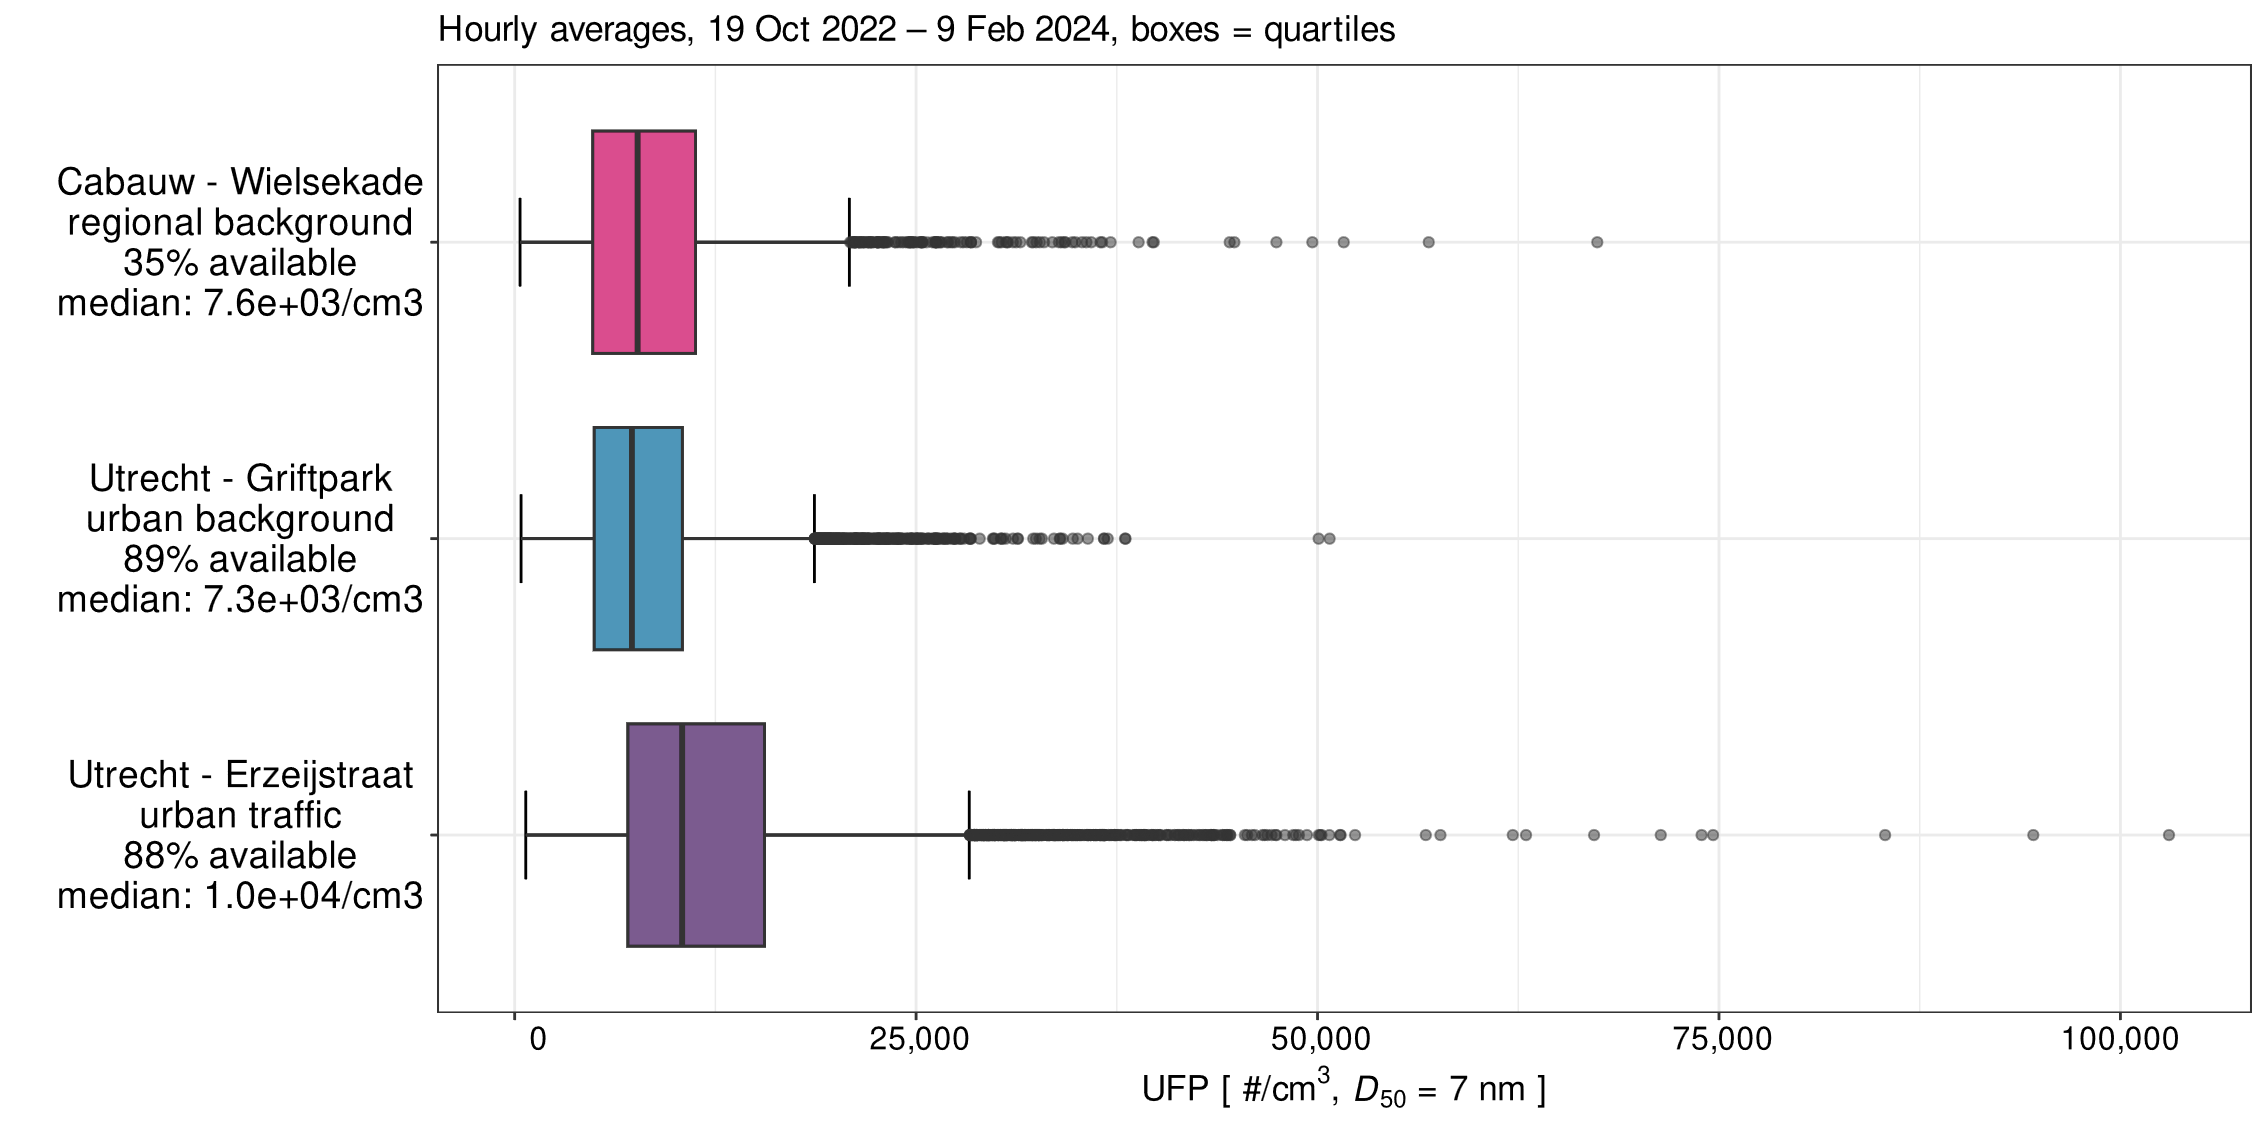 Hourly averages, 19 Oct 2022 – 9 Feb 2024, boxes = quartiles
Cabauw - Wielsekade
regional background
35% available
median: 7.6e+03/cm3
Utrecht - Griftpark
urban background
89% available
median: 7.3e+03/cm3
Utrecht - Erzeijstraat
urban traffic
88% available
median: 1.0e+04/cm3
0 25,000 50,000 75,000 100,000
UFP [ #/cm³, D₅₀ = 7 nm ]